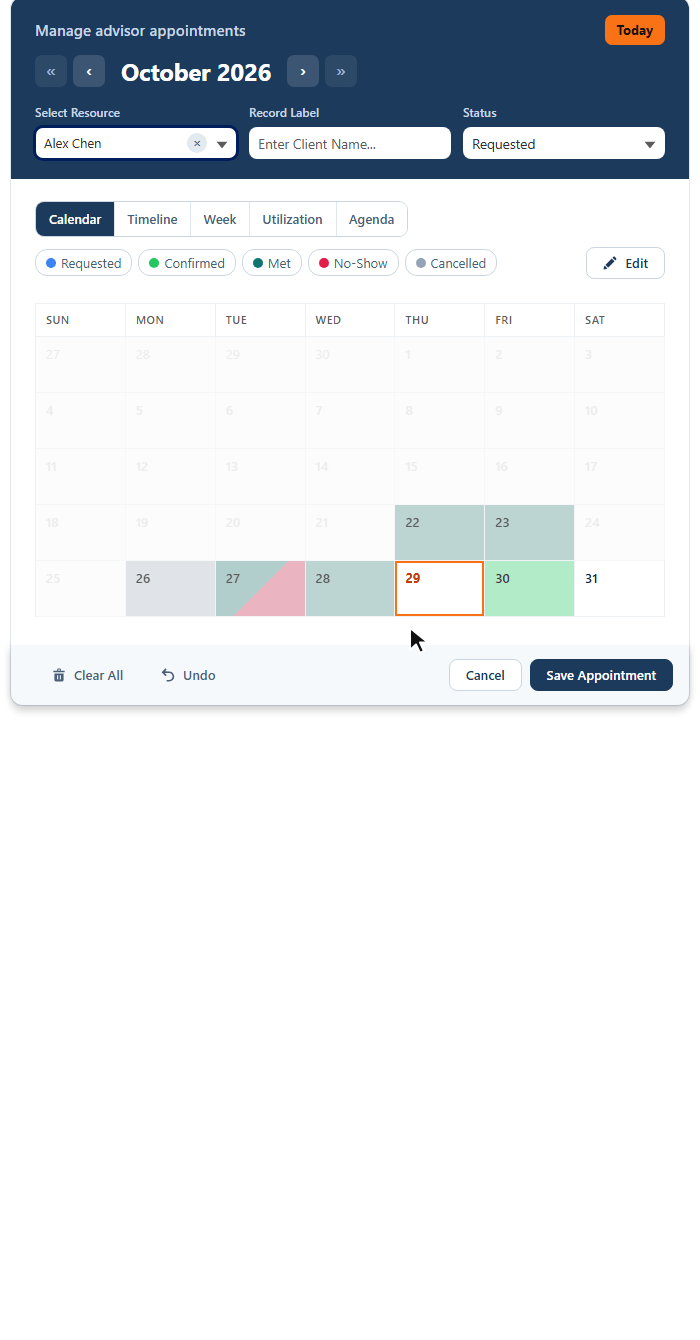 Manage advisor appointments
Today
« ‹ October 2026 › »
Select Resource Record Label Status
Alex Chen × Enter Client Name... Requested
Calendar Timeline Week Utilization Agenda
Requested Confirmed Met No-Show Cancelled Edit
SUN MON TUE WED THU FRI SAT
27 28 29 30 1 2 3
4 5 6 7 8 9 10
11 12 13 14 15 16 17
18 19 20 21 22 23 24
25 26 27 28 29 30 31
Clear All Undo Cancel Save Appointment